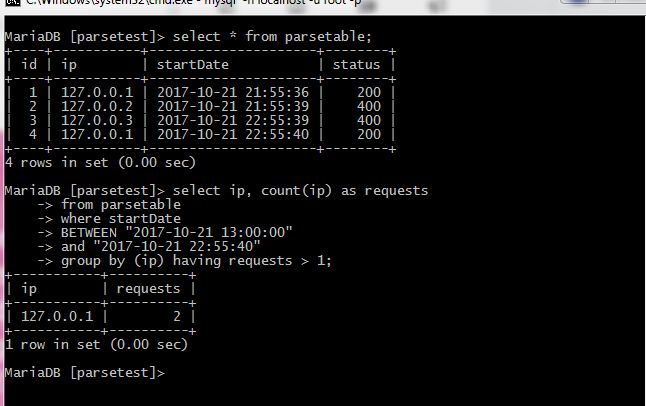 C:\Windows\system32\cmd.exe - mysql -h localhost -u root -p
MariaDB [parsetest]> select * from parsetable;
+----+-----------+---------------------+--------+
| id | ip        | startDate           | status |
+----+-----------+---------------------+--------+
|  1 | 127.0.0.1 | 2017-10-21 21:55:36 |    200 |
|  2 | 127.0.0.2 | 2017-10-21 22:55:39 |    400 |
|  3 | 127.0.0.3 | 2017-10-21 22:55:39 |    400 |
|  4 | 127.0.0.1 | 2017-10-21 22:55:40 |    200 |
+----+-----------+---------------------+--------+
4 rows in set (0.00 sec)
MariaDB [parsetest]> select ip, count(ip) as requests
    -> from parsetable
    -> where startDate
    -> BETWEEN "2017-10-21 13:00:00"
    -> and "2017-10-21 22:55:40"
    -> group by (ip) having requests > 1;
+-----------+----------+
| ip        | requests |
+-----------+----------+
| 127.0.0.1 |        2 |
+-----------+----------+
1 row in set (0.00 sec)
MariaDB [parsetest]>